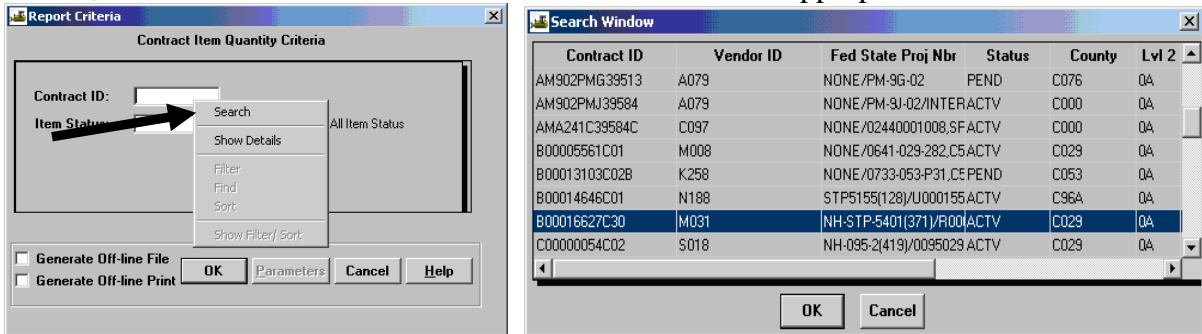 Report Criteria
Contract Item Quantity Criteria
Contract ID:
Item Status:
All Item Status
Search
Show Details
Filter
Find
Sort
Show Filter/ Sort
Generate Off-line File
Generate Off-line Print
OK Parameters Cancel Help
Search Window
Contract ID Vendor ID Fed State Proj Nbr Status County Lvl 2
AM902PMG39513 A079 NONE/PM-9G-02 PEND C076 0A
AM902PMJ39584 A079 NONE/PM-9J-02/INTER ACTV C000 0A
AMA241C39584C C097 NONE/02440001008,SF ACTV C000 0A
B00005561C01 M008 NONE/0641-029-282,C5 ACTV C029 0A
B00013103C02B K258 NONE/0733-053-P31,C5 PEND C053 0A
B00014646C01 N188 STP5155(128)/U000155 ACTV C96A 0A
B00016627C30 M031 NH-STP-5401(371)/R00 ACTV C029 0A
C00000054C02 S018 NH-095-2(419)/0095029 ACTV C029 0A
OK Cancel